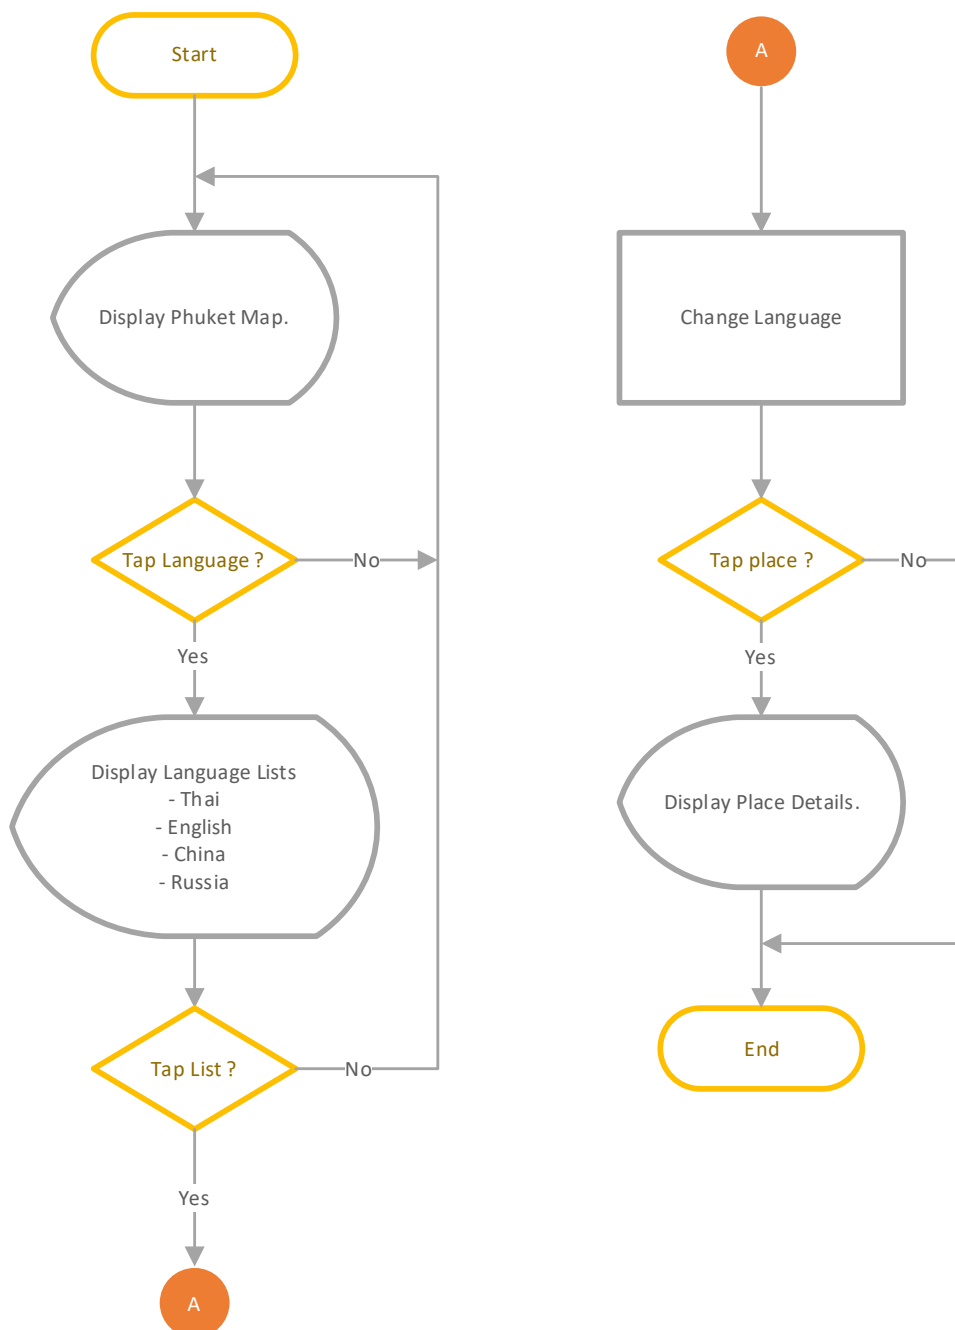 Start
Display Phuket Map.
Tap Language ?
No
Yes
Display Language Lists
- Thai
- English
- China
- Russia
Tap List ?
No
Yes
A
A
Change Language
Tap place ?
No
Yes
Display Place Details.
End